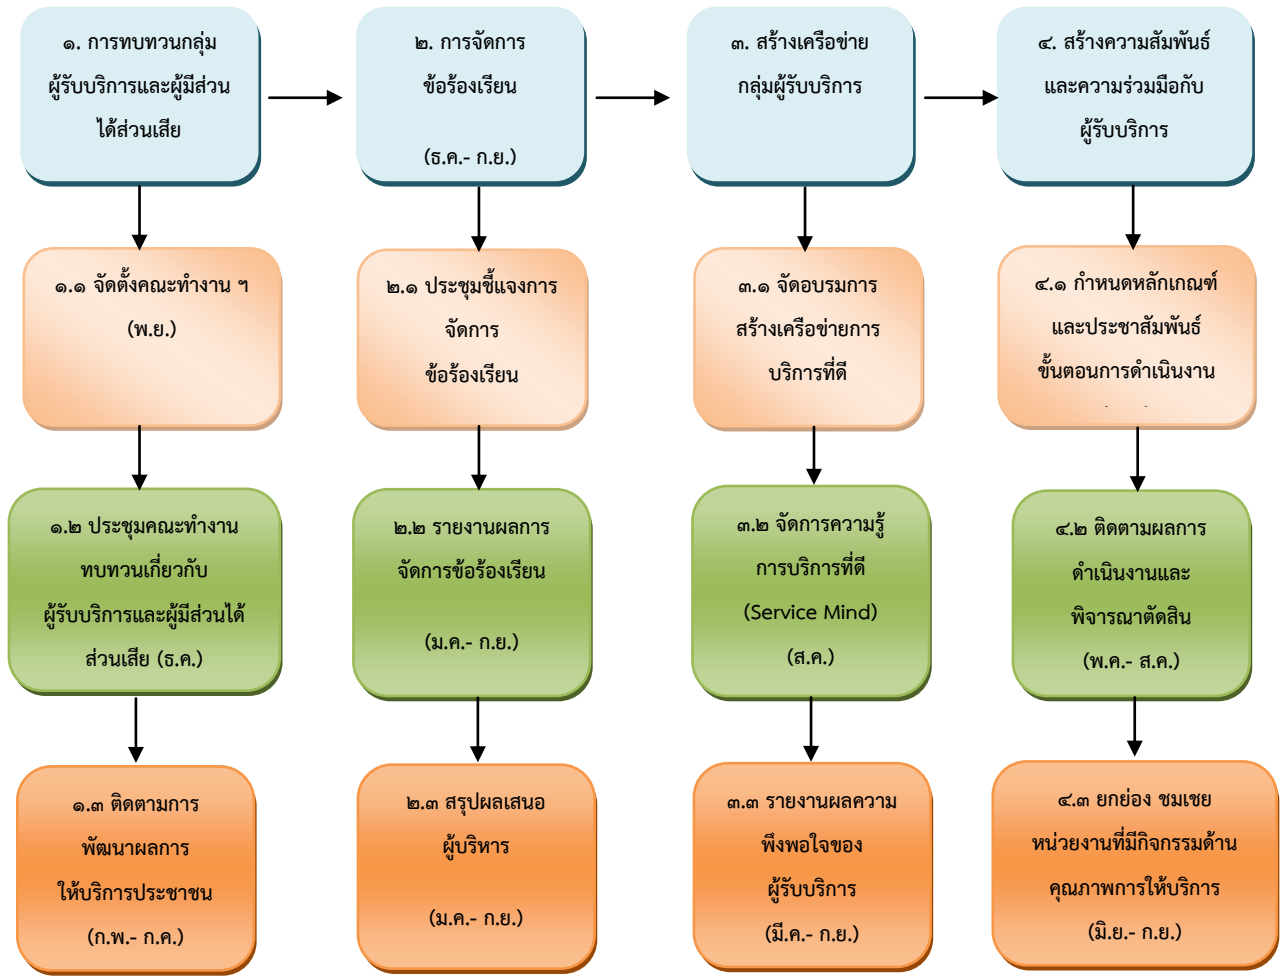 ๑. การทบทวนกลุ่ม
ผู้รับบริการและผู้มีส่วน
ได้ส่วนเสีย
๒. การจัดการ
ข้อร้องเรียน
(ธ.ค.- ก.ย.)
๓. สร้างเครือข่าย
กลุ่มผู้รับบริการ
๔. สร้างความสัมพันธ์
และความร่วมมือกับ
ผู้รับบริการ
๑.๑ จัดตั้งคณะทำงาน ฯ
(พ.ย.)
๒.๑ ประชุมชี้แจงการ
จัดการ
ข้อร้องเรียน
๓.๑ จัดอบรมการ
สร้างเครือข่ายการ
บริการที่ดี
๔.๑ กำหนดหลักเกณฑ์
และประชาสัมพันธ์
ขั้นตอนการดำเนินงาน
๑.๒ ประชุมคณะทำงาน
ทบทวนเกี่ยวกับ
ผู้รับบริการและผู้มีส่วนได้
ส่วนเสีย (ธ.ค.)
๒.๒ รายงานผลการ
จัดการข้อร้องเรียน
(ม.ค.- ก.ย.)
๓.๒ จัดการความรู้
การบริการที่ดี
(Service Mind)
(ส.ค.)
๔.๒ ติดตามผลการ
ดำเนินงานและ
พิจารณาตัดสิน
(พ.ค.- ส.ค.)
๑.๓ ติดตามการ
พัฒนาผลการ
ให้บริการประชาชน
(ก.พ.- ก.ค.)
๒.๓ สรุปผลเสนอ
ผู้บริหาร
(ม.ค.- ก.ย.)
๓.๓ รายงานผลความ
พึงพอใจของ
ผู้รับบริการ
(มี.ค.- ก.ย.)
๔.๓ ยกย่อง ชมเชย
หน่วยงานที่มีกิจกรรมด้าน
คุณภาพการให้บริการ
(มิ.ย.- ก.ย.)